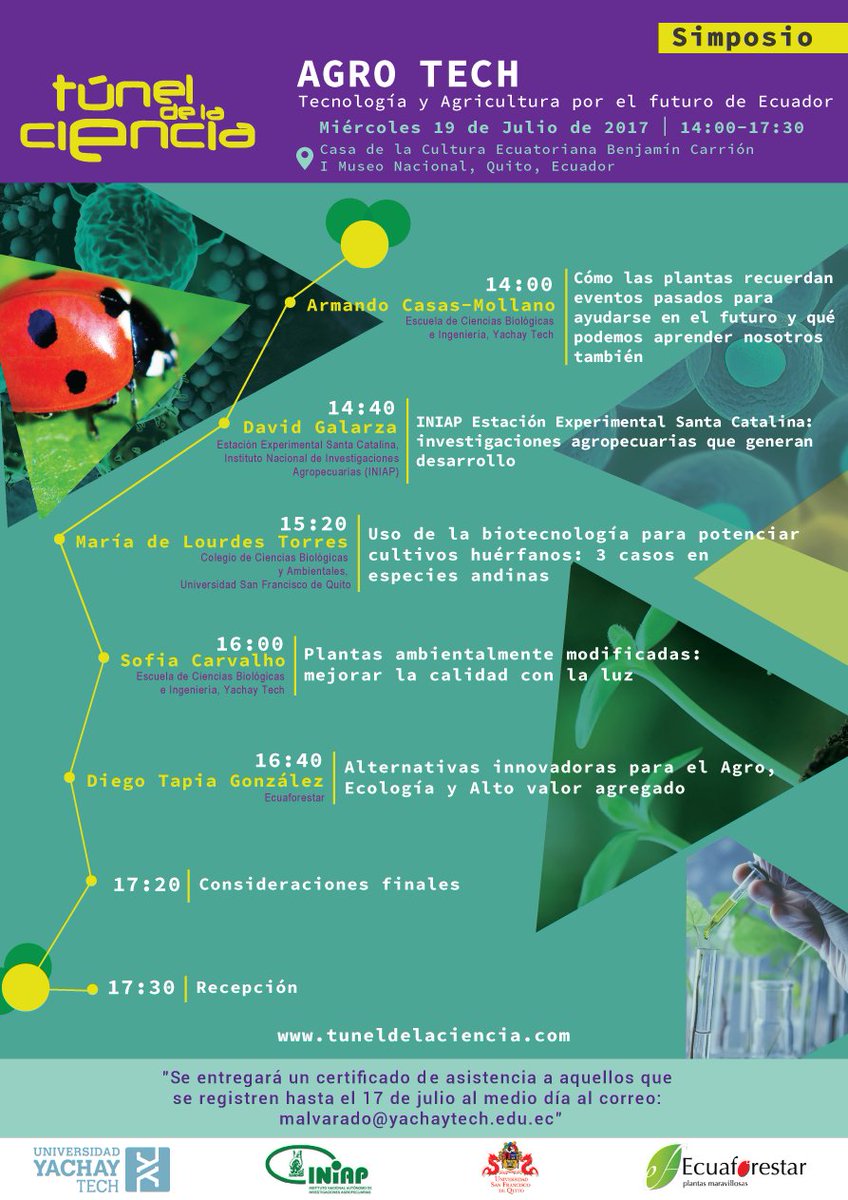 Simposio
túnel
de la
ciencia
AGRO TECH
Tecnología y Agricultura por el futuro de Ecuador
Miércoles 19 de Julio de 2017 | 14:00-17:30
Casa de la Cultura Ecuatoriana Benjamín Carrión
I Museo Nacional, Quito, Ecuador
14:00
Armando Casas-Mollano
Escuela de Ciencias Biológicas
e Ingeniería, Yachay Tech
Cómo las plantas recuerdan
eventos pasados para
ayudarse en el futuro y qué
podemos aprender nosotros
también
14:40
David Galarza
Estación Experimental Santa Catalina,
Instituto Nacional de Investigaciones
Agropecuarias (INIAP)
INIAP Estación Experimental Santa Catalina:
investigaciones agropecuarias que generan
desarrollo
15:20
María de Lourdes Torres
Colegio de Ciencias Biológicas
y Ambientales,
Universidad San Francisco de Quito
Uso de la biotecnología para potenciar
cultivos huérfanos: 3 casos en
especies andinas
16:00
Sofia Carvalho
Escuela de Ciencias Biológicas
e Ingeniería, Yachay Tech
Plantas ambientalmente modificadas:
mejorar la calidad con la luz
16:40
Diego Tapia González
Ecuaforestar
Alternativas innovadoras para el Agro,
Ecología y Alto valor agregado
17:20 Consideraciones finales
17:30 Recepción
www.tuneldelaciencia.com
"Se entregará un certificado de asistencia a aquellos que
se registren hasta el 17 de julio al medio día al correo:
malvarado@yachaytech.edu.ec"
UNIVERSIDAD
YACHAY
TECH
INIAP
INSTITUTO NACIONAL AUTÓNOMO DE
INVESTIGACIONES AGROPECUARIAS
UNIVERSIDAD
SAN FRANCISCO
DE QUITO
Ecuaforestar
plantas maravillosas